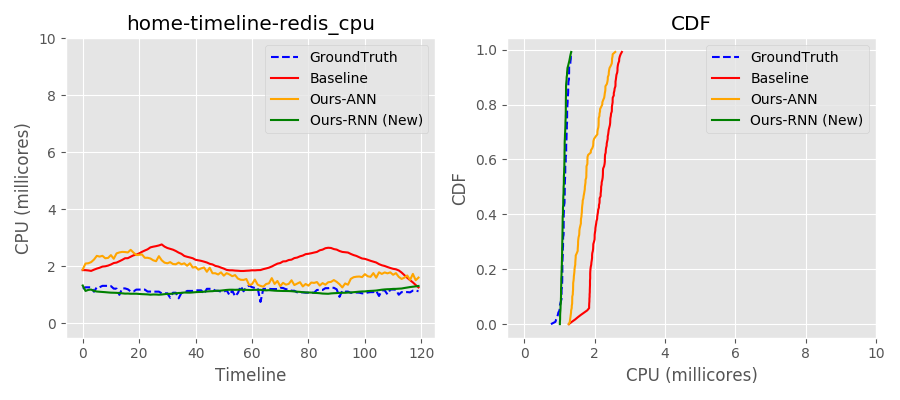 home-timeline-redis_cpu
CPU (millicores)
10
8
6
4
2
0
0
20
40
60
80
100
120
Timeline
GroundTruth
Baseline
Ours-ANN
Ours-RNN (New)
CDF
CDF
1.0
0.8
0.6
0.4
0.2
0.0
0
2
4
6
8
10
CPU (millicores)
GroundTruth
Baseline
Ours-ANN
Ours-RNN (New)